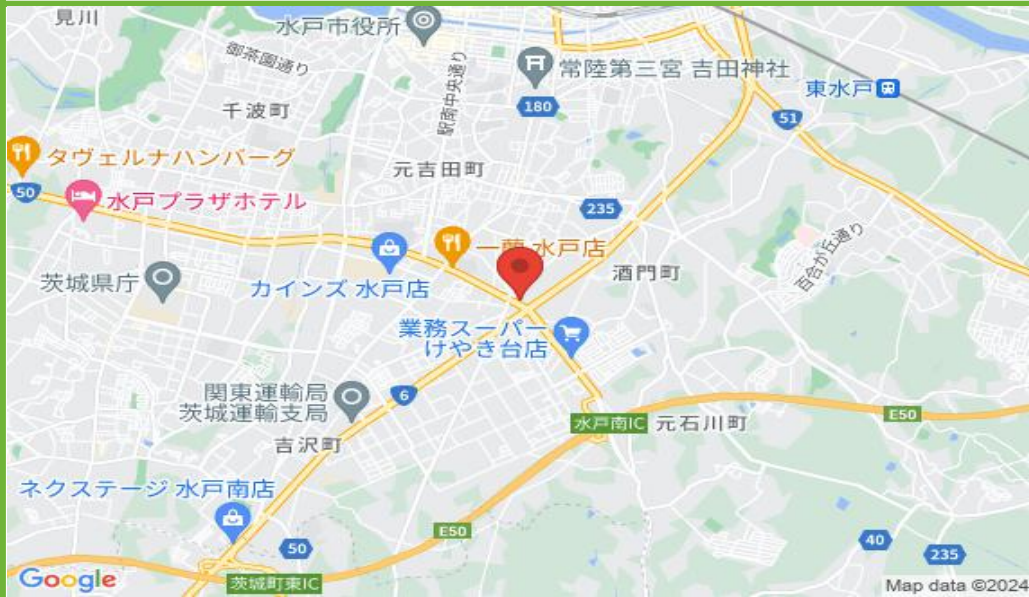 見川
水戸市役所
御茶園通り
駅南中央通り
常陸第三宮 吉田神社
180
東水戸
51
千波町
タヴェルナハンバーグ
元吉田町
50
水戸プラザホテル
235
一蘭 水戸店
百合が丘通り
茨城県庁
カインズ 水戸店
酒門町
業務スーパー
けやき台店
関東運輸局
茨城運輸支局
6
水戸南IC
元石川町
E50
吉沢町
ネクステージ 水戸南店
E50
50
40
235
茨城町東IC
Google
Map data ©2024